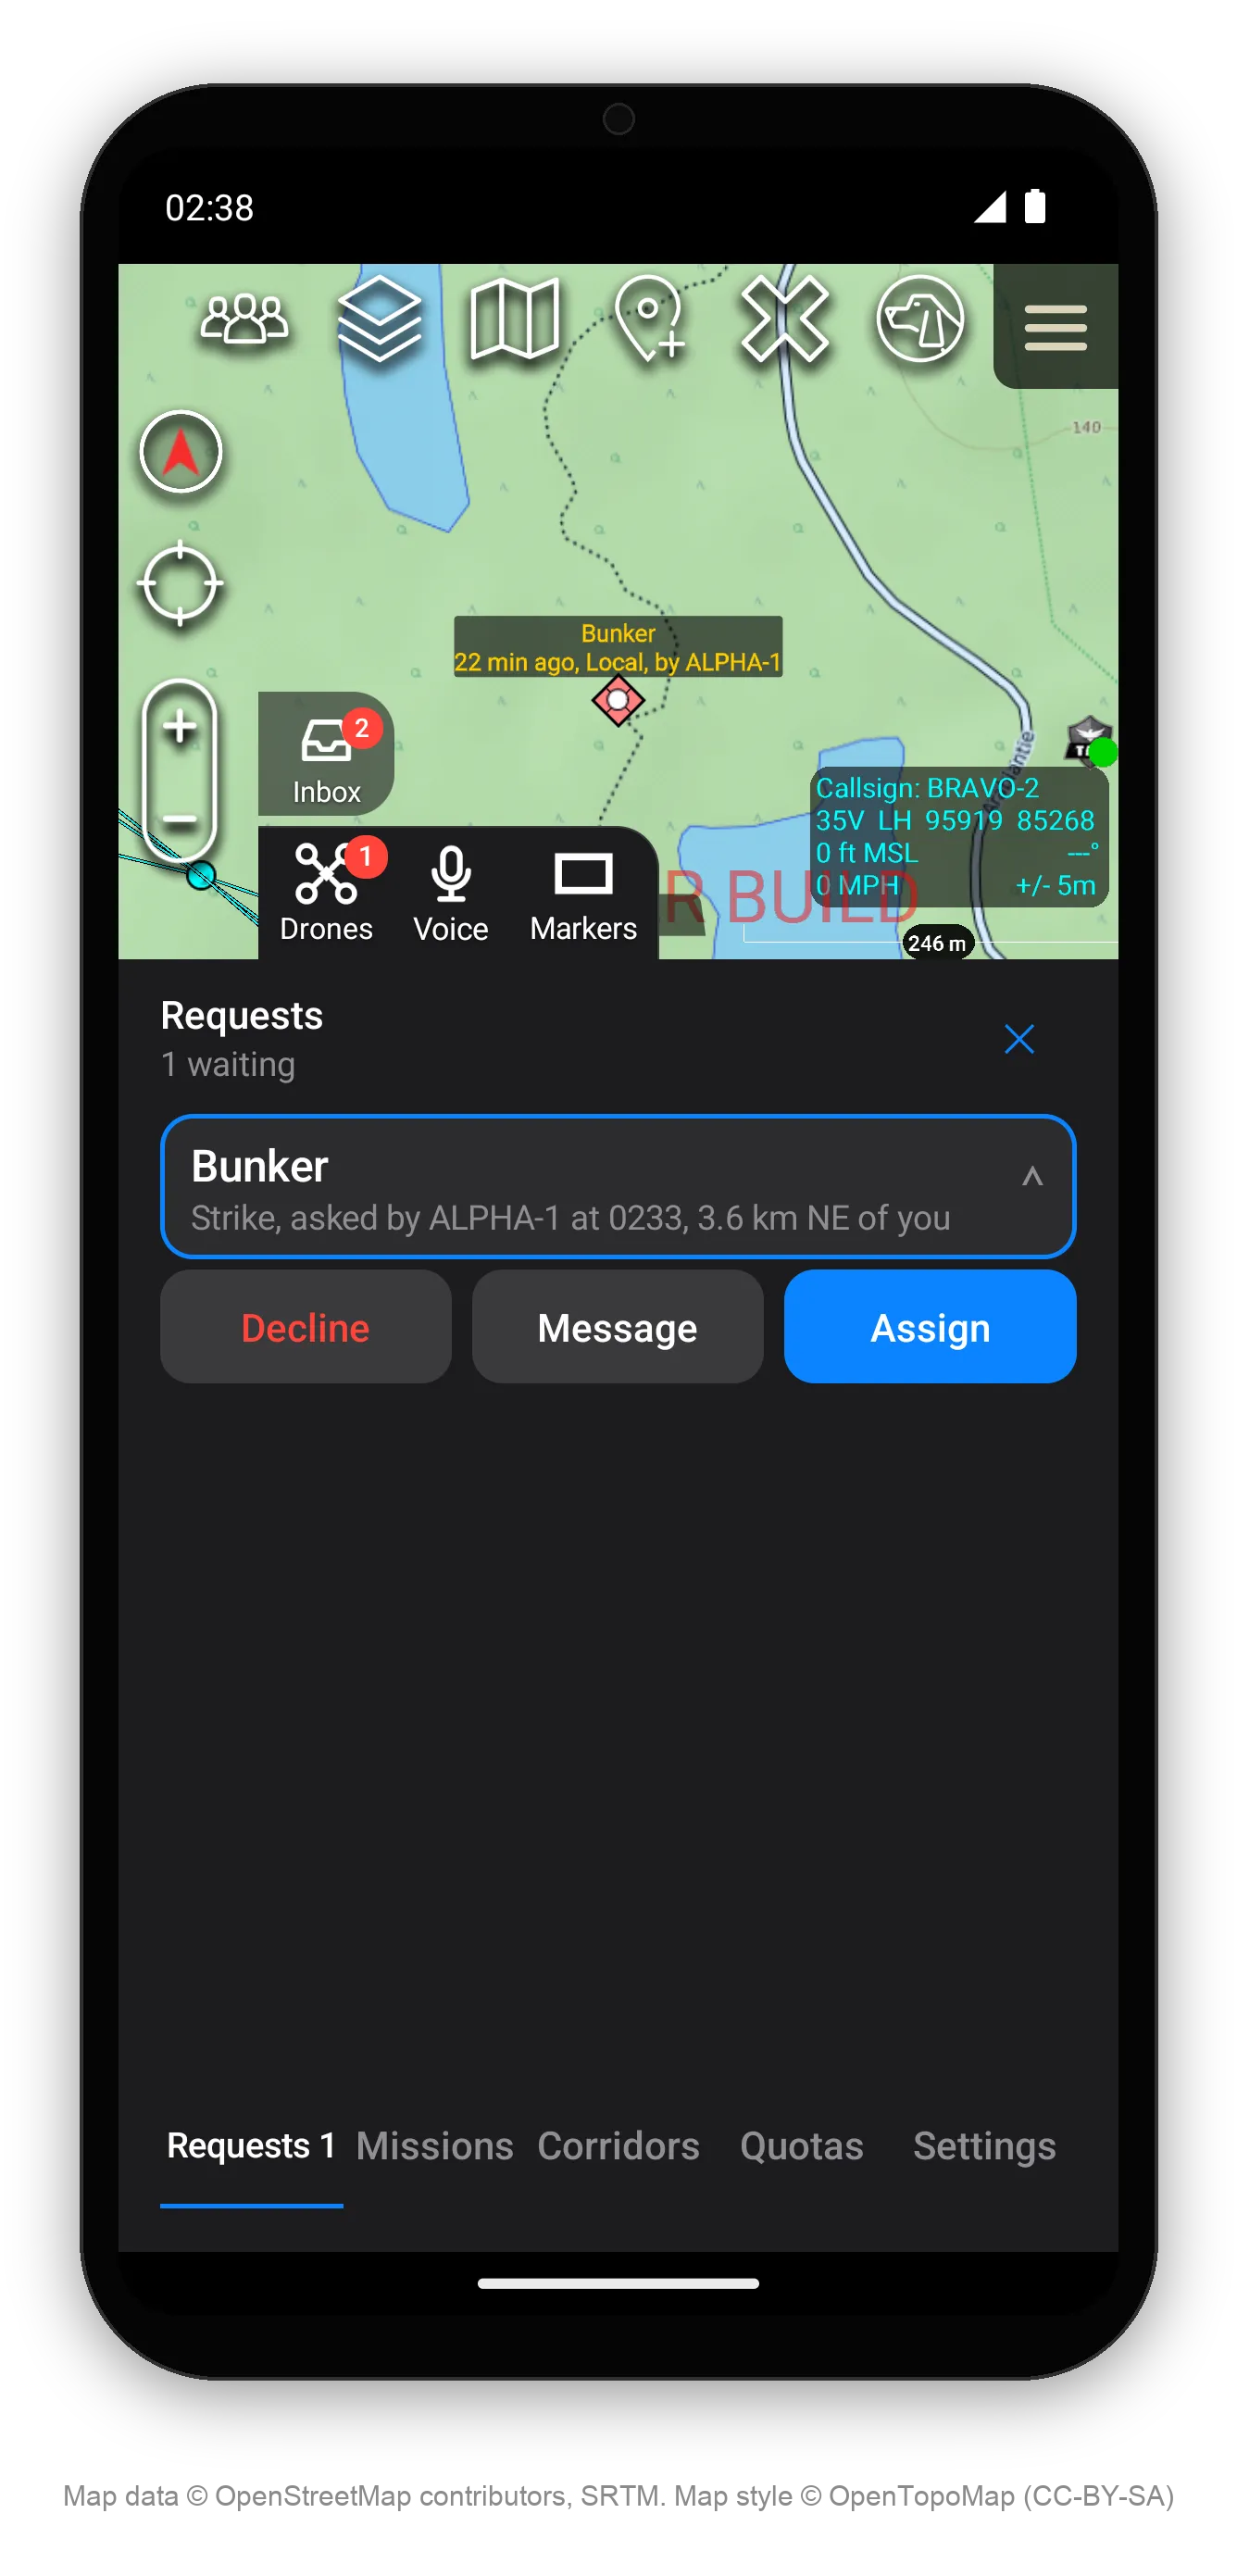 02:38
140
Bunker
22 min ago, Local, by ALPHA-1
2
Inbox
Callsign: BRAVO-2
35V LH 95919 85268
0 ft MSL ---°
0 MPH +/- 5m
1
Drones Voice Markers
R BUILD
246 m
Requests
1 waiting
Bunker
Strike, asked by ALPHA-1 at 0233, 3.6 km NE of you
Decline Message Assign
Requests 1 Missions Corridors Quotas Settings
Map data © OpenStreetMap contributors, SRTM. Map style © OpenTopoMap (CC-BY-SA)